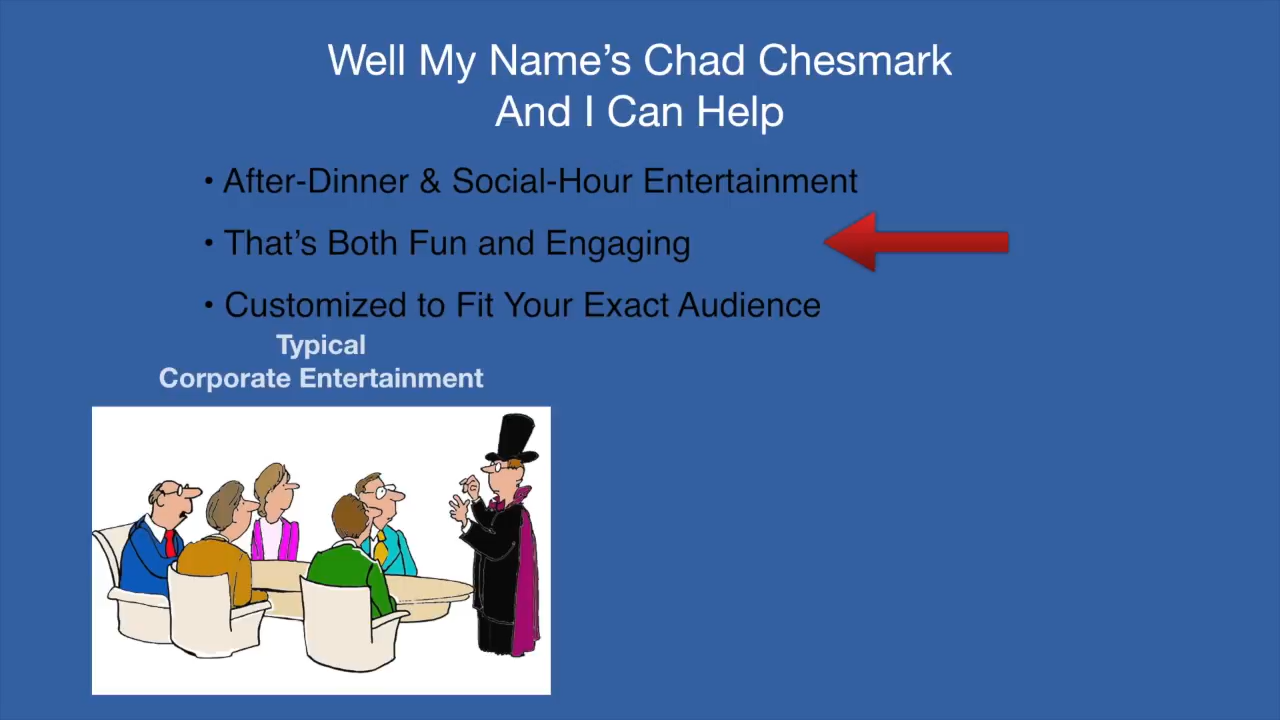 Well My Name’s Chad Chesmark
And I Can Help
• After-Dinner & Social-Hour Entertainment
• That’s Both Fun and Engaging
• Customized to Fit Your Exact Audience
Typical
Corporate Entertainment